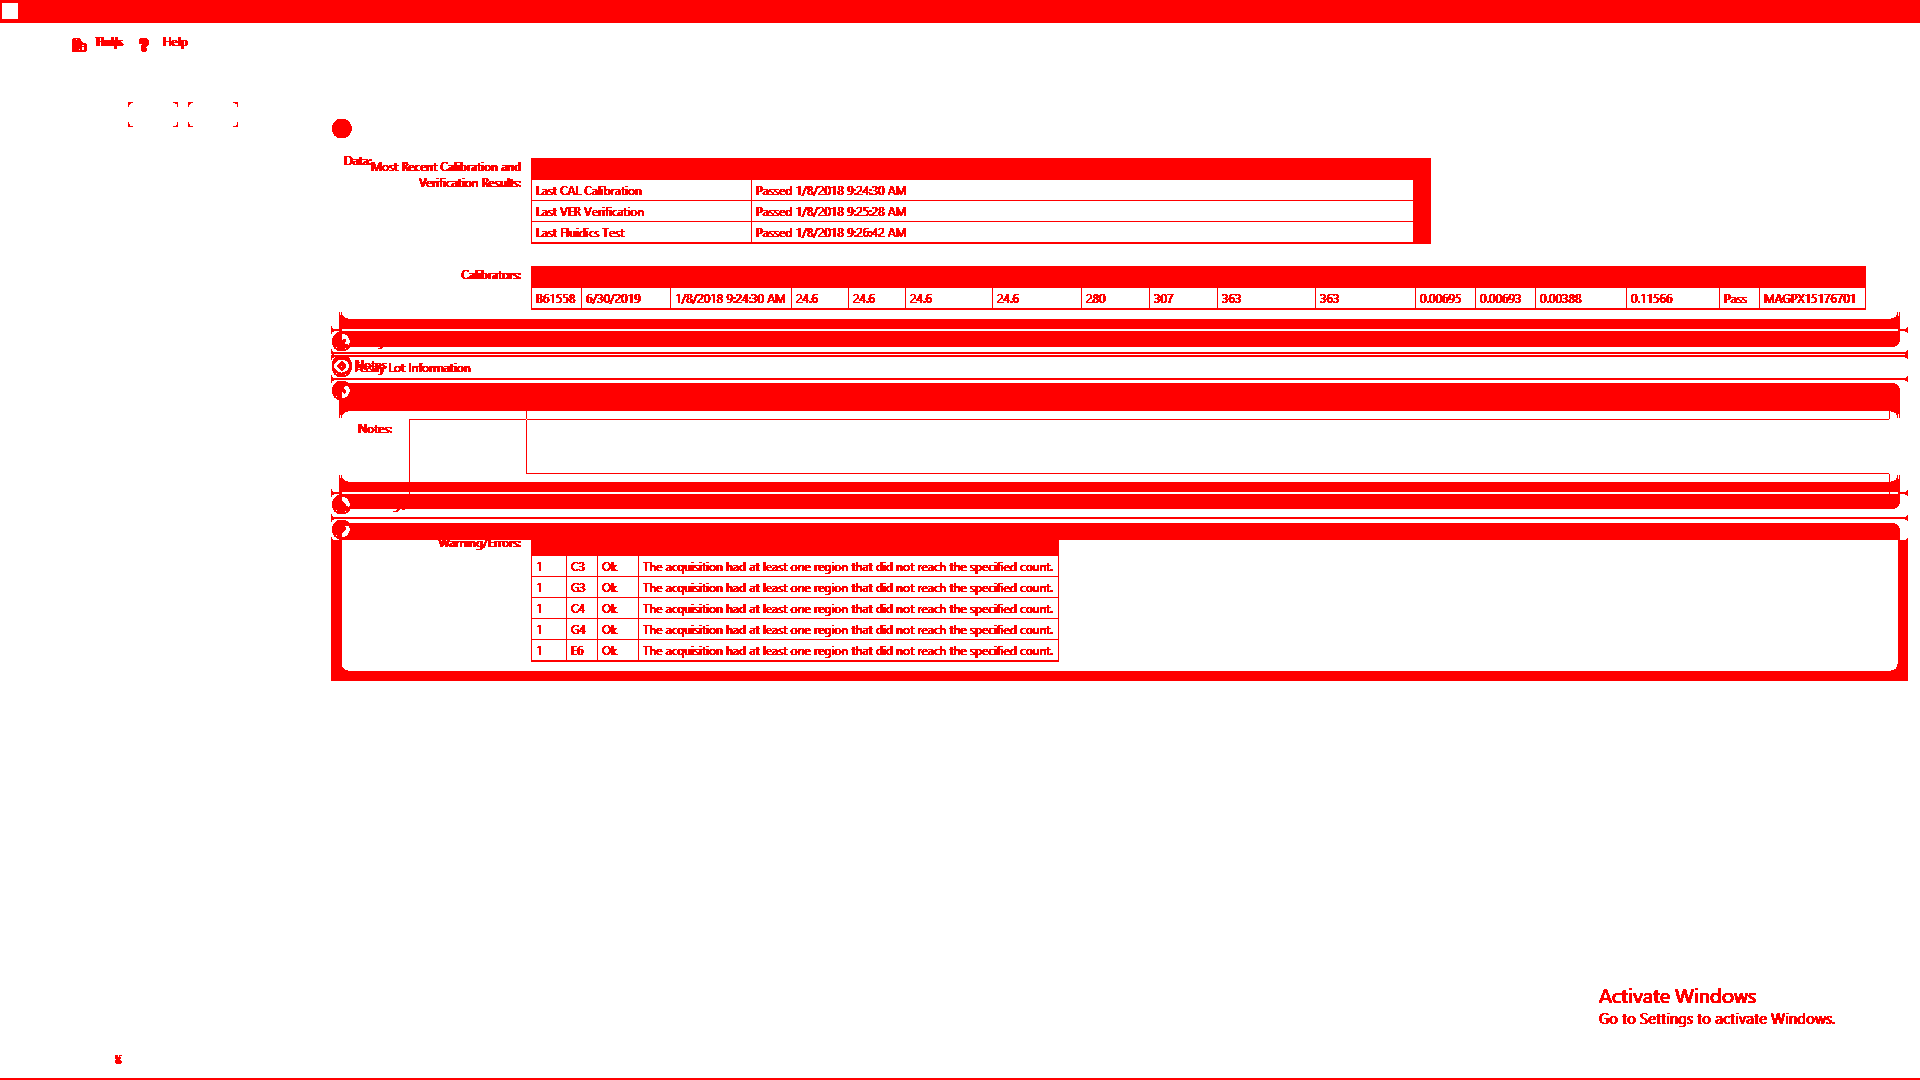 Help
Data:
Most Recent Calibration and
Verification Results:
Last CAL Calibration Passed 1/8/2018 9:24:30 AM
Last VER Verification Passed 1/8/2018 9:25:28 AM
Last Fluidics Test Passed 1/8/2018 9:26:42 AM
Calibrators:
B61558 6/30/2019 1/8/2018 9:24:30 AM 24.6 24.6 24.6 24.6 280 307 363 363 0.00695 0.00693 0.00388 0.11566 Pass MAGPX15176701
Lot Information
Notes:
Warning/Errors:
1 C3 Ok The acquisition had at least one region that did not reach the specified count.
1 G3 Ok The acquisition had at least one region that did not reach the specified count.
1 C4 Ok The acquisition had at least one region that did not reach the specified count.
1 G4 Ok The acquisition had at least one region that did not reach the specified count.
1 E6 Ok The acquisition had at least one region that did not reach the specified count.
Activate Windows
Go to Settings to activate Windows.